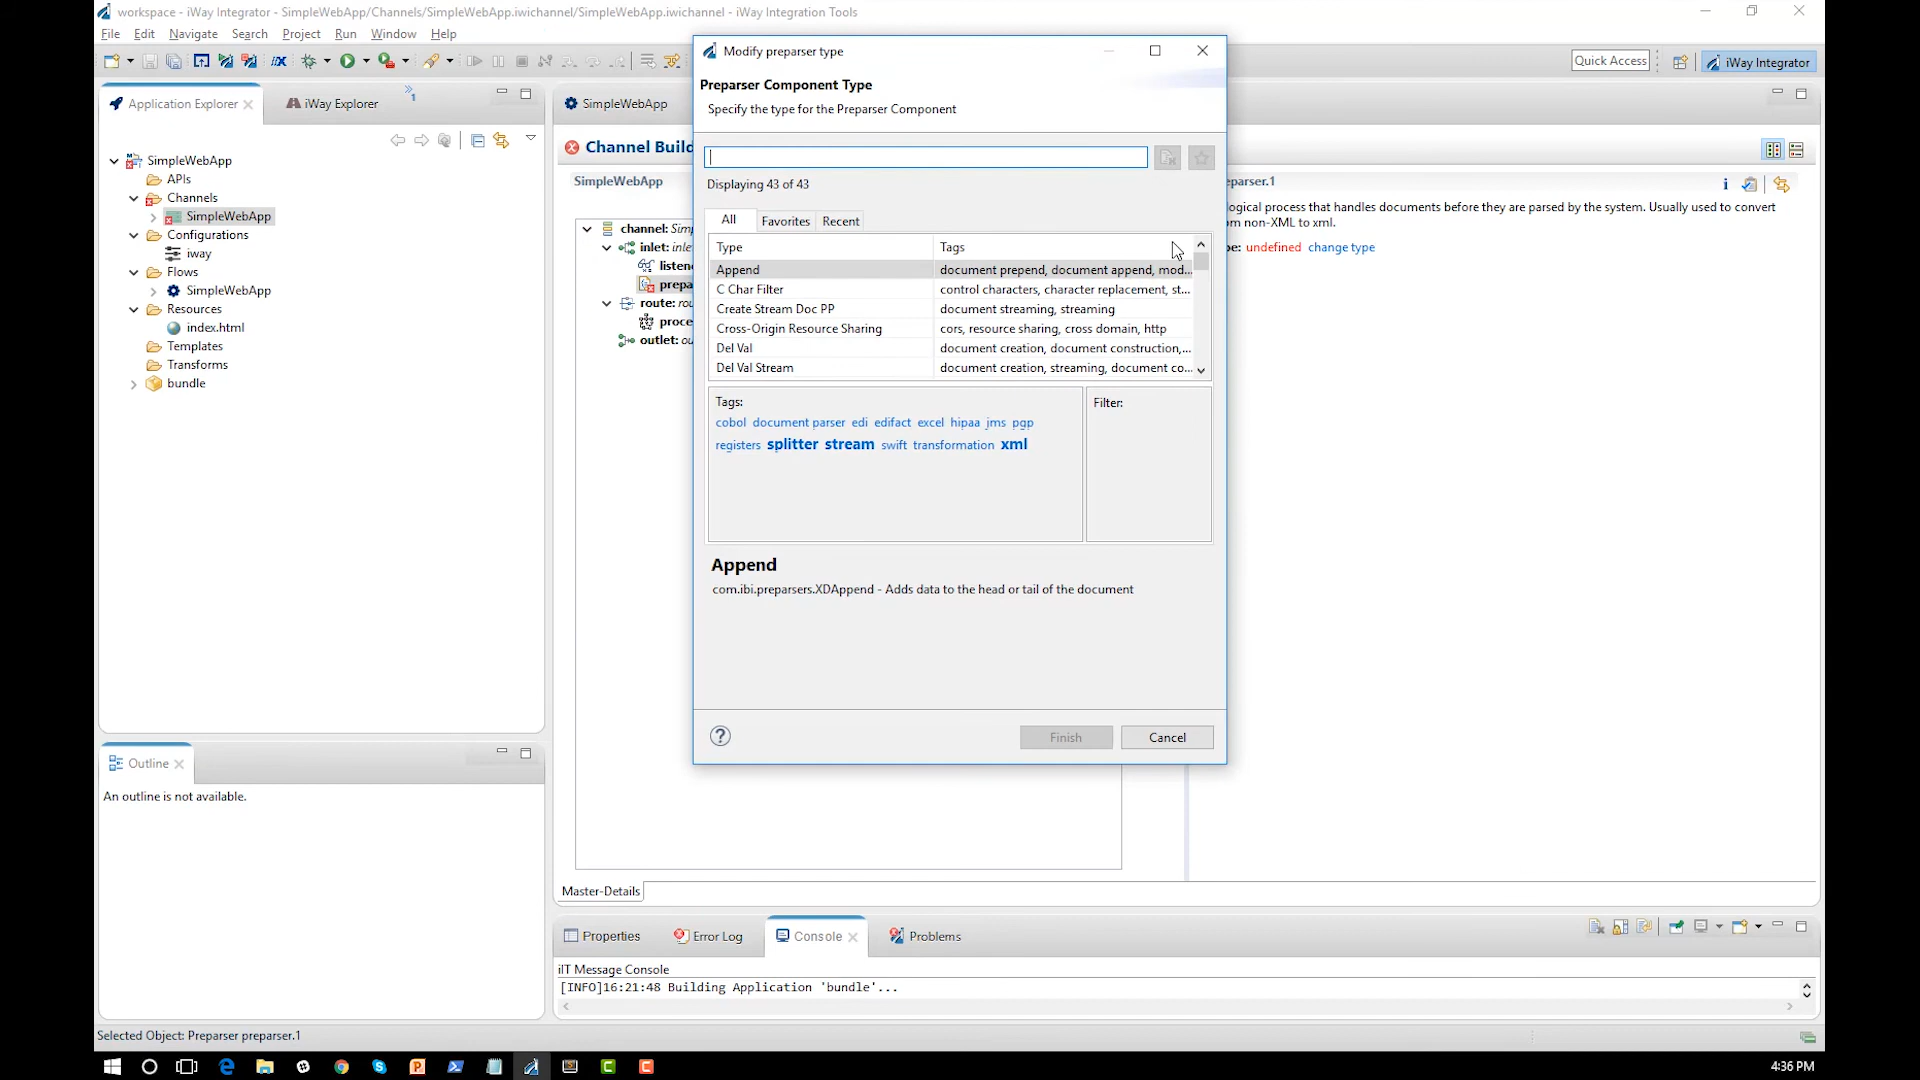 workspace - iWay Integrator - SimpleWebApp/Channels/SimpleWebApp.iwichannel/SimpleWebApp.iwichannel - iWay Integration Tools
File Edit Navigate Search Project Run Window Help
Quick Access
iWay Integrator
Application Explorer
iWay Explorer
1
SimpleWebApp
APIs
Channels
SimpleWebApp
Configurations
iway
Flows
SimpleWebApp
Resources
index.html
Templates
Transforms
bundle
Outline
An outline is not available.
SimpleWebApp
Channel Build
SimpleWebApp
channel: Sim
inlet: inlet
listen
prepa
route: rou
proce
outlet: ou
Master-Details
Modify preparser type
Preparser Component Type
Specify the type for the Preparser Component
Displaying 43 of 43
All Favorites Recent
Type Tags
Append document prepend, document append, mod...
C Char Filter control characters, character replacement, st...
Create Stream Doc PP document streaming, streaming
Cross-Origin Resource Sharing cors, resource sharing, cross domain, http
Del Val document creation, document construction,...
Del Val Stream document creation, streaming, document co...
Tags:
cobol document parser edi edifact excel hipaa jms pgp
registers splitter stream swift transformation xml
Filter:
Append
com.ibi.preparsers.XDAppend - Adds data to the head or tail of the document
Finish Cancel
eparser.1
ogical process that handles documents before they are parsed by the system. Usually used to convert
m non-XML to xml.
e: undefined change type
Properties Error Log Console Problems
iIT Message Console
[INFO]16:21:48 Building Application 'bundle'...
Selected Object: Preparser preparser.1
4:36 PM